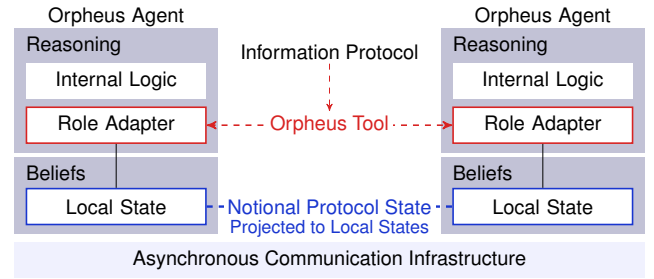 Orpheus Agent
Orpheus Agent
Reasoning
Reasoning
Information Protocol
Internal Logic
Internal Logic
Role Adapter
Orpheus Tool
Role Adapter
Beliefs
Beliefs
Local State
Notional Protocol State
Local State
Projected to Local States
Asynchronous Communication Infrastructure